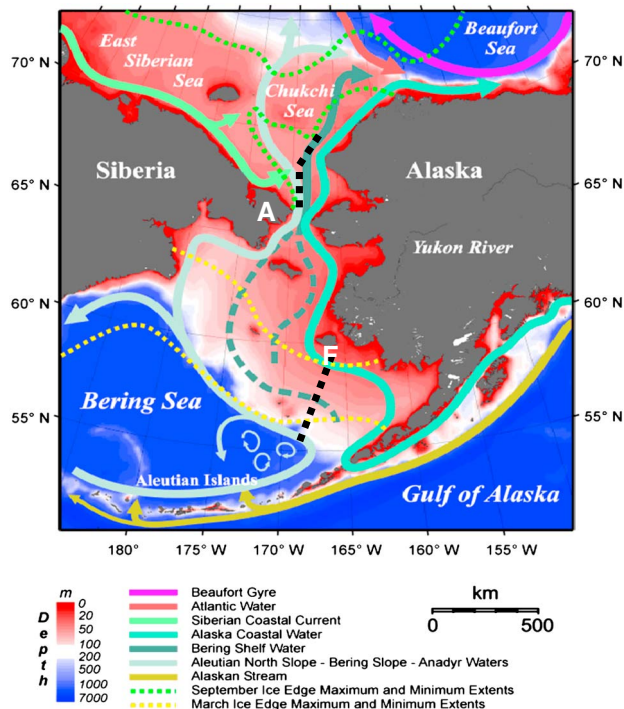 East
Siberian
Sea
Beaufort
Sea
Chukchi
Sea
Siberia
Alaska
A
Yukon River
F
Bering Sea
Aleutian Islands
Gulf of Alaska
70° N
65° N
60° N
55° N
70° N
65° N
60° N
55° N
180° 175° W 170° W 165° W 160° W 155° W
m
Depth
0
20
50
100
200
500
1000
7000
Beaufort Gyre
Atlantic Water
Siberian Coastal Current
Alaska Coastal Water
Bering Shelf Water
Aleutian North Slope - Bering Slope - Anadyr Waters
Alaskan Stream
September Ice Edge Maximum and Minimum Extents
March Ice Edge Maximum and Minimum Extents
km
0 500